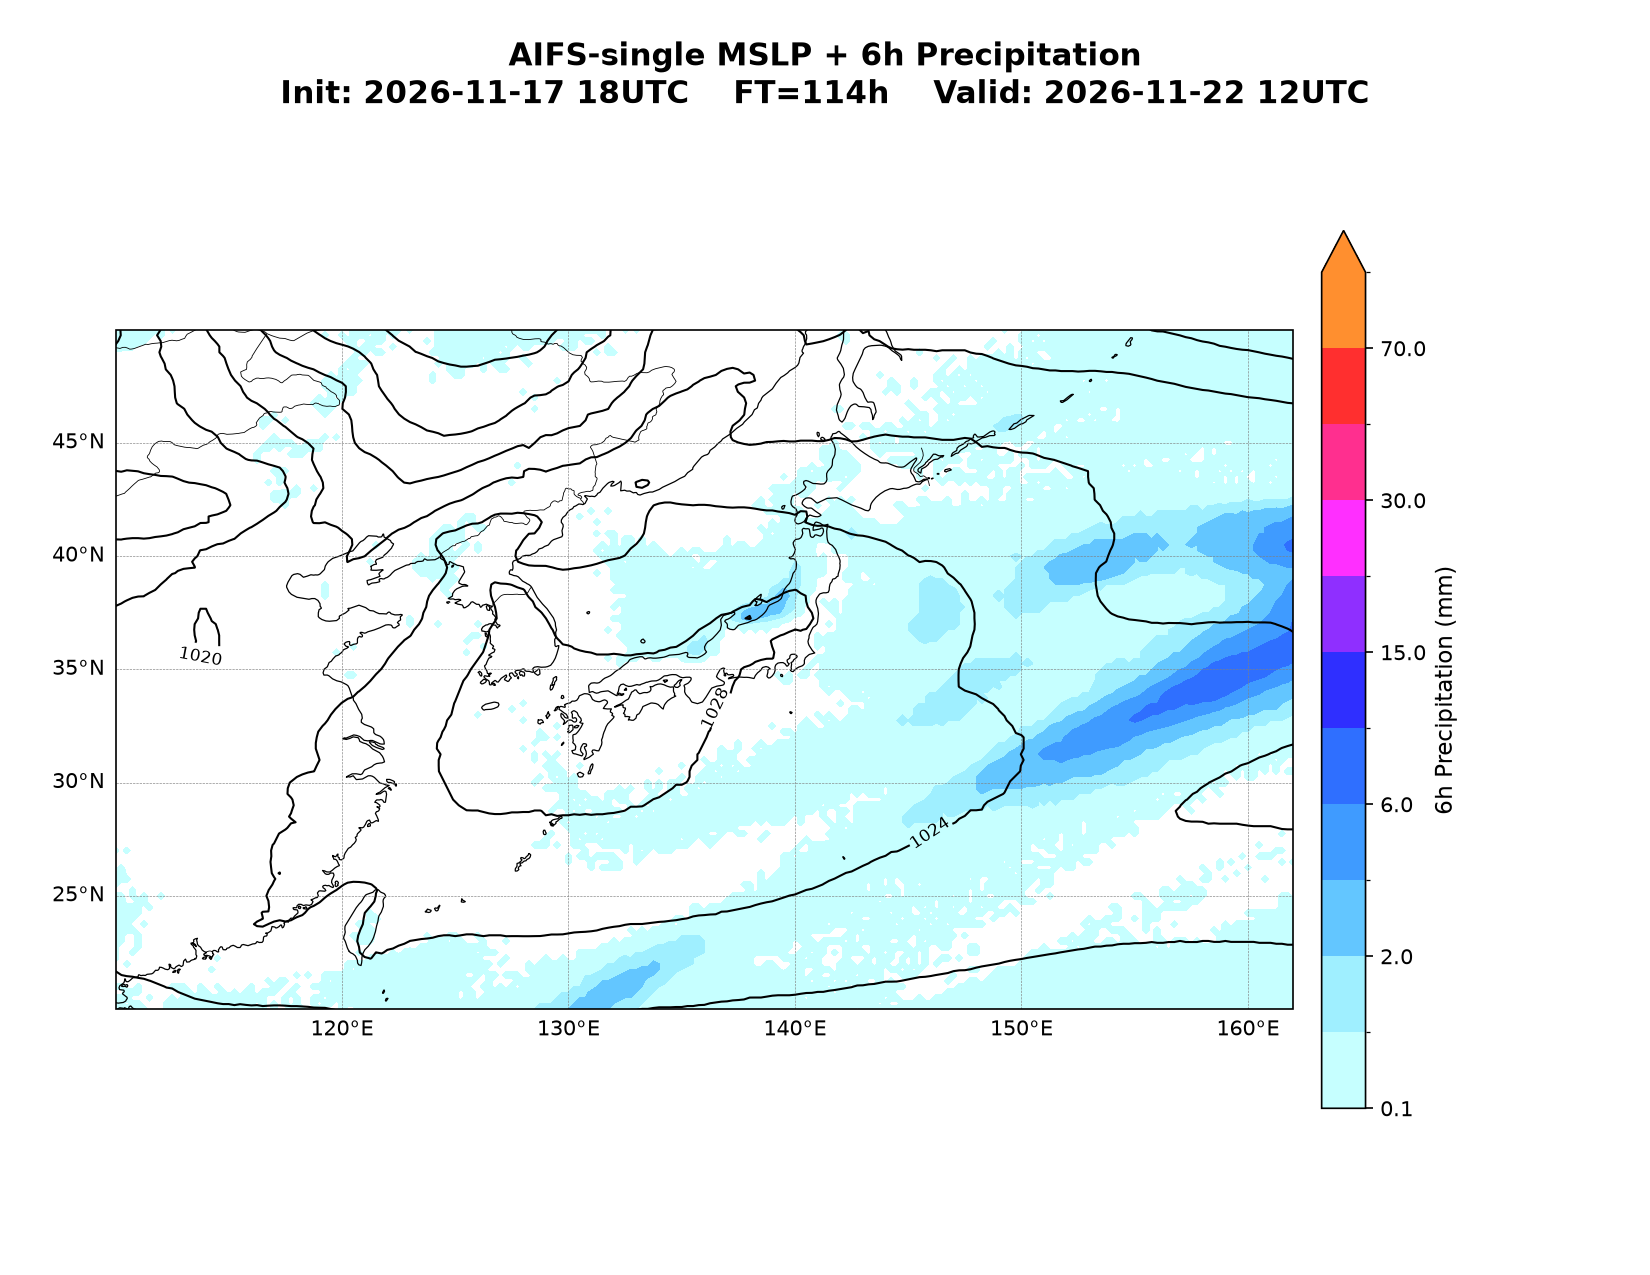 AIFS-single MSLP + 6h Precipitation
Init: 2026-11-17 18UTC    FT=114h    Valid: 2026-11-22 12UTC
70.0
30.0
15.0
6.0
2.0
0.1
6h Precipitation (mm)
45°N
40°N
35°N
30°N
25°N
1020
1028
1024
120°E
130°E
140°E
150°E
160°E